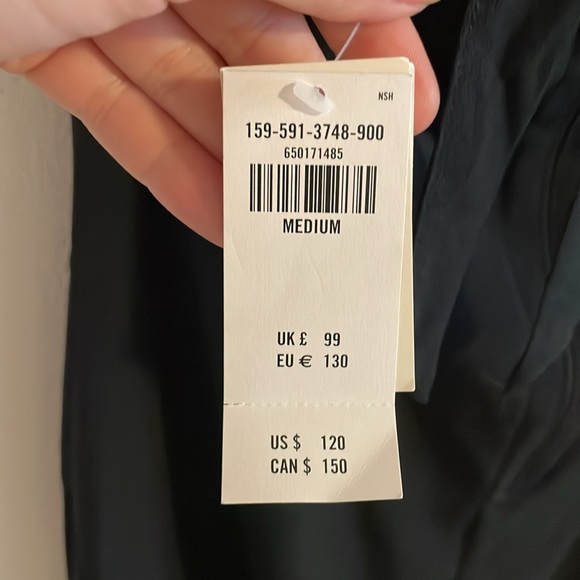 NSH
159-591-3748-900
650171485
MEDIUM
UK £ 99
EU € 130
US $ 120
CAN $ 150